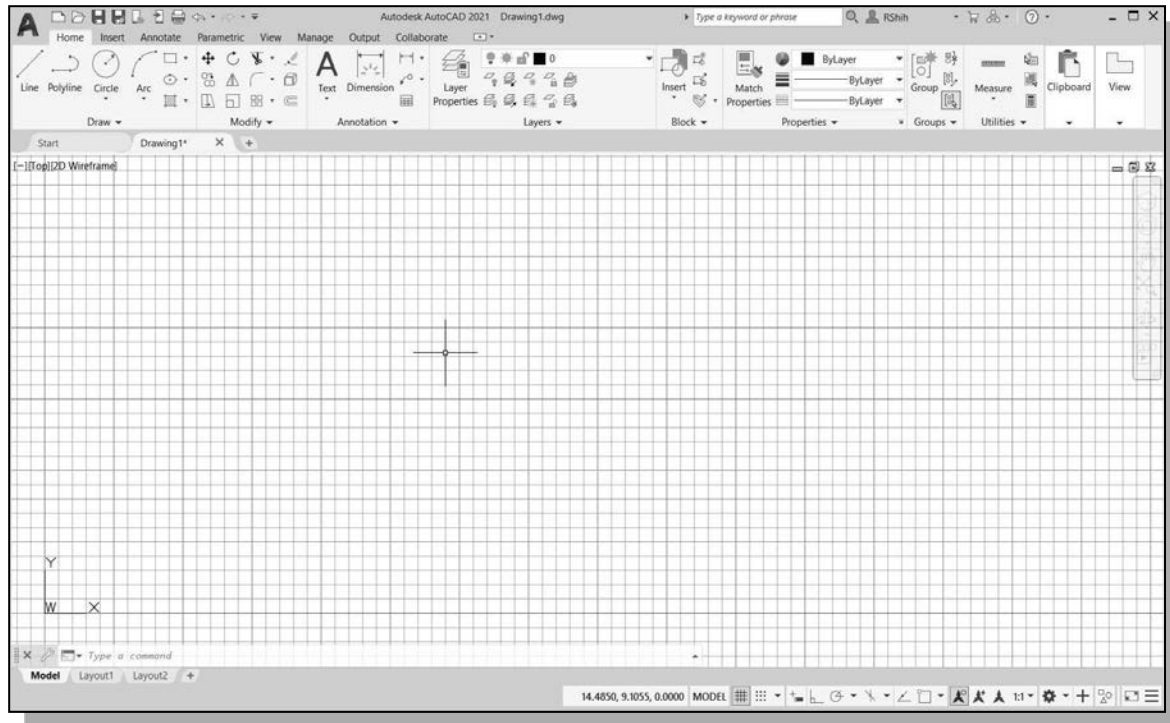 A Autodesk AutoCAD 2021 Drawing1.dwg Type a keyword or phrase RShih
Home Insert Annotate Parametric View Manage Output Collaborate
Line Polyline Circle Arc
A Text Dimension
Layer Properties
0
Insert
Match Properties
ByLayer
ByLayer
ByLayer
Group
Measure
Clipboard
View
Draw Modify Annotation Layers Block Properties Groups Utilities
Start Drawing1* X +
[−][Top][2D Wireframe]
Y
W X
Type a command
Model Layout1 Layout2 +
14.4850, 9.1055, 0.0000 MODEL 1:1